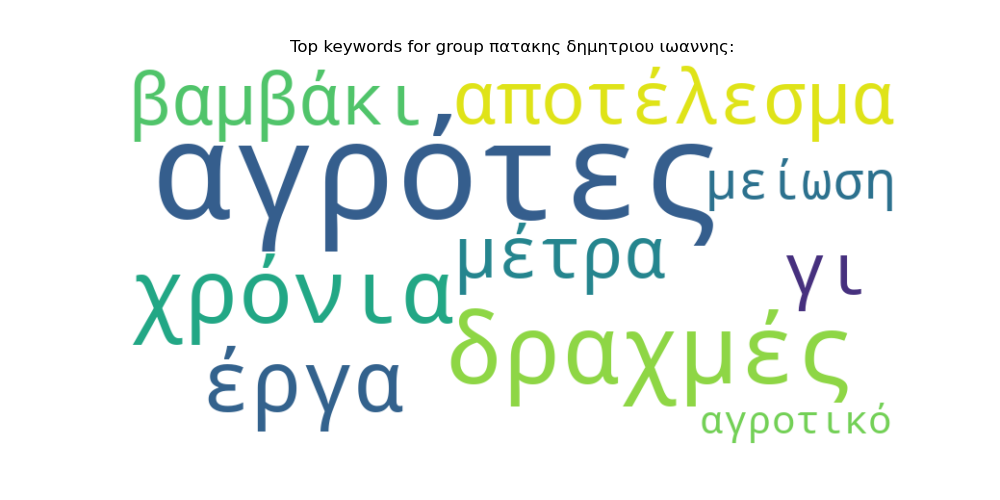 Top keywords for group πατακης δημητριου ιωαννης:
βαμβάκι αποτέλεσμα
αγρότες μείωση
χρόνια μέτρα γι
έργα δραχμές
αγροτικό